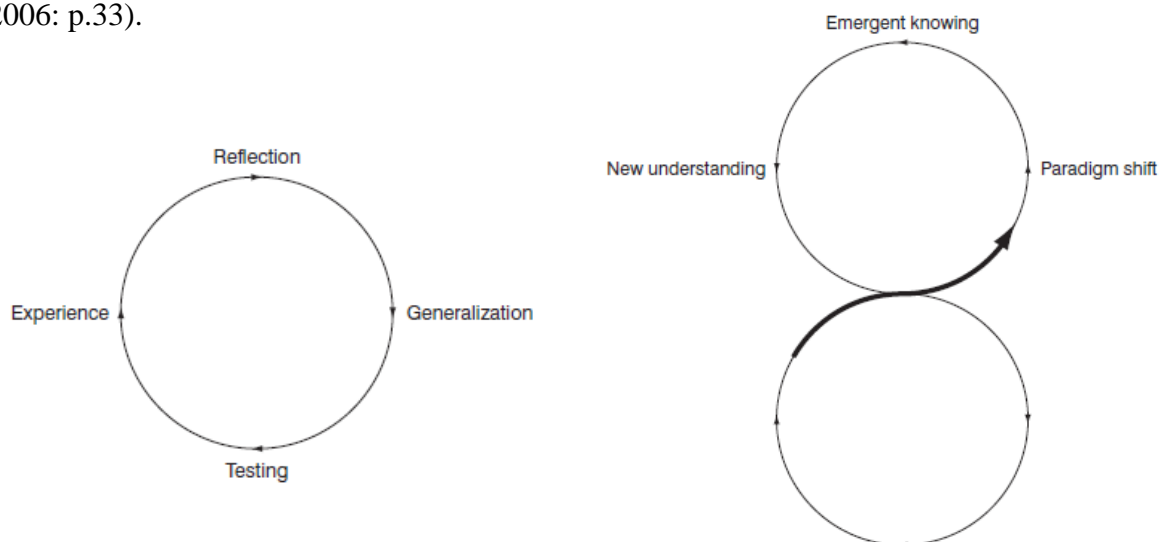 2006: p.33).
Emergent knowing
Reflection
New understanding
Paradigm shift
Experience
Generalization
Testing